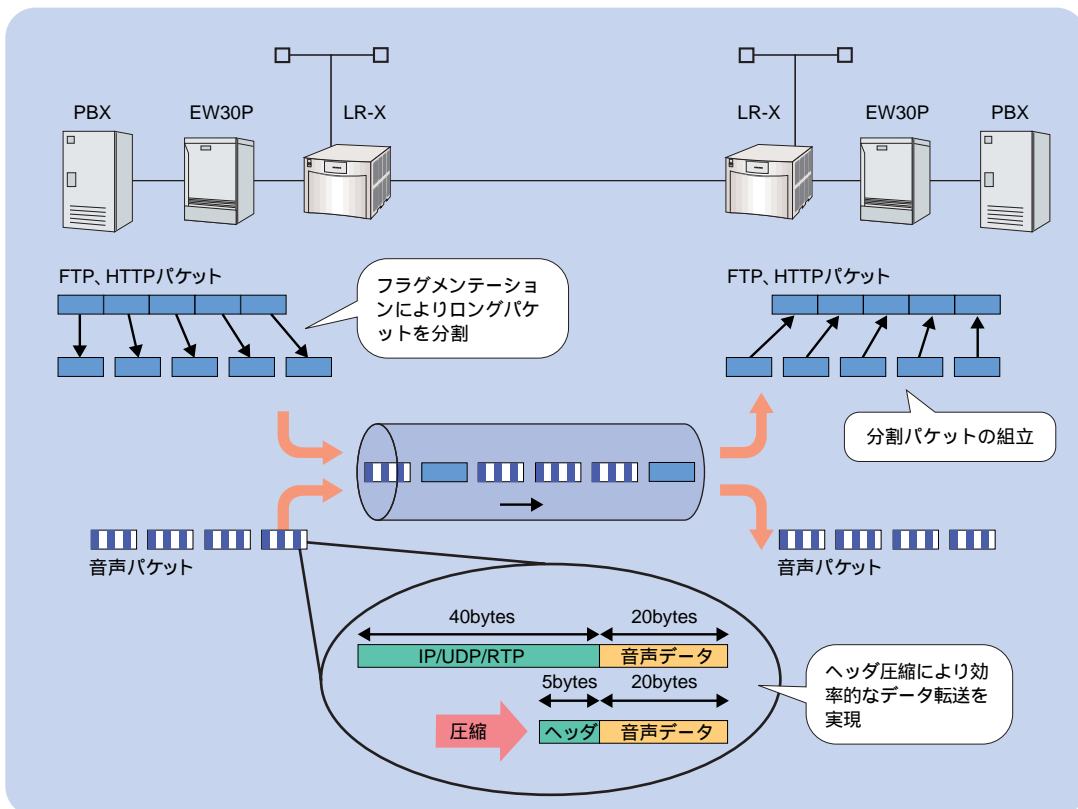 PBX
EW30P
LR-X
LR-X
EW30P
PBX
FTP、HTTPパケット
フラグメンテーショ
ンによりロングパケ
ットを分割
FTP、HTTPパケット
分割パケットの組立
音声パケット
音声パケット
40bytes
20bytes
IP/UDP/RTP
音声データ
5bytes
20bytes
圧縮
ヘッダ
音声データ
ヘッダ圧縮により効
率的なデータ転送を
実現